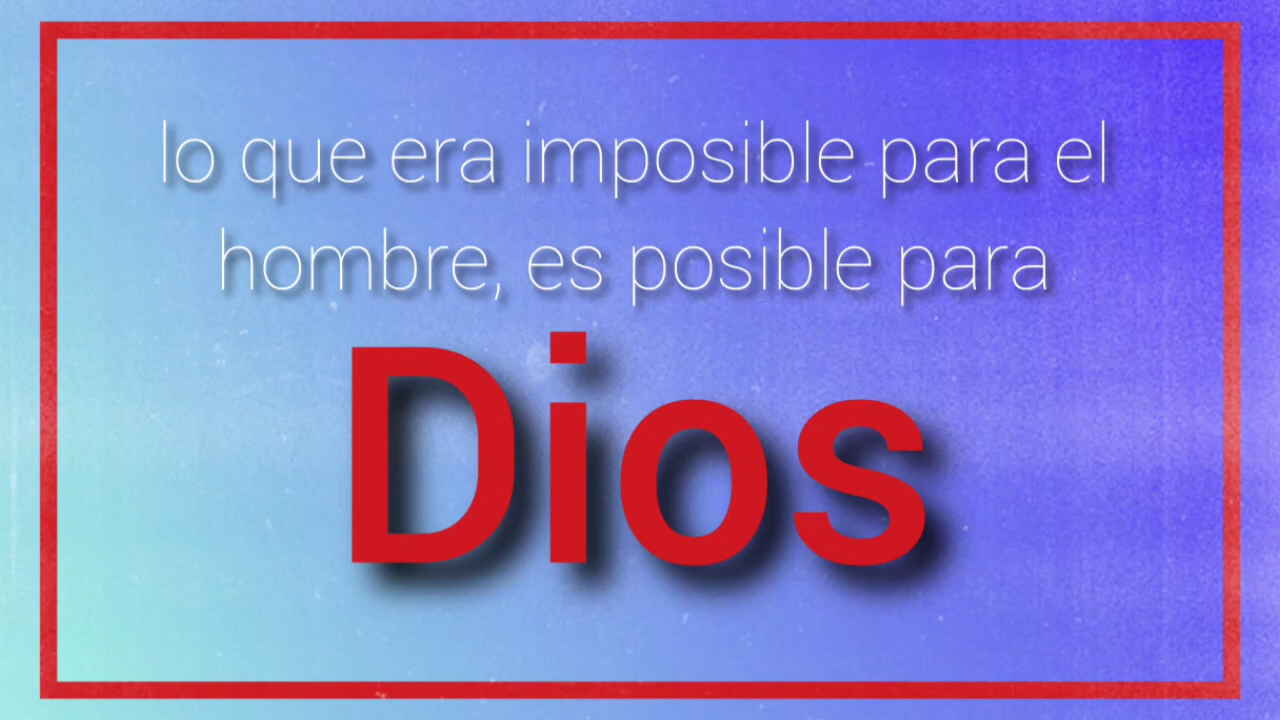 lo que era imposible para el
hombre, es posible para
Dios